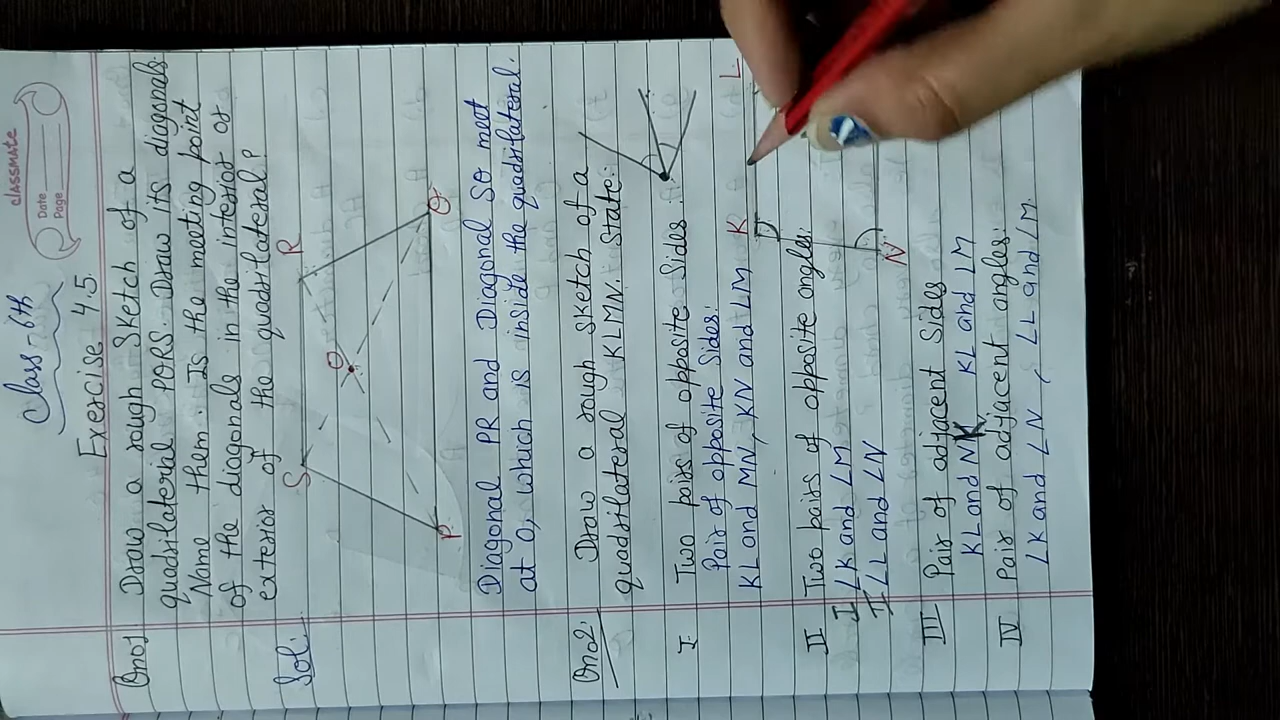 classmate
Date
Page
Class-6th
Exercise 4.5
Qno1 Draw a rough Sketch of a
quadrilaterial PQRS. Draw its diagonals.
Name them. Is the meeting point
of the diagonals in the interior or
exterior of the quadrilateral?
Sol:-
S R
O
P Q
Diagonal PR and Diagonal SQ meet
at O, which is inside the quadrilateral.
Qno2. Draw a rough sketch of a
quadrilateral KLMN. State:
I. Two pairs of opposite Sides.
Pair of opposite Sides.
KL and MN, KN and LM
K L
N
II Two pairs of opposite angles.
I ∠K and ∠M
II ∠L and ∠N
III Pair of adjacent Sides
KL and NK, KL and LM
IV Pair of adjacent angles.
∠K and ∠N, ∠L and ∠M.